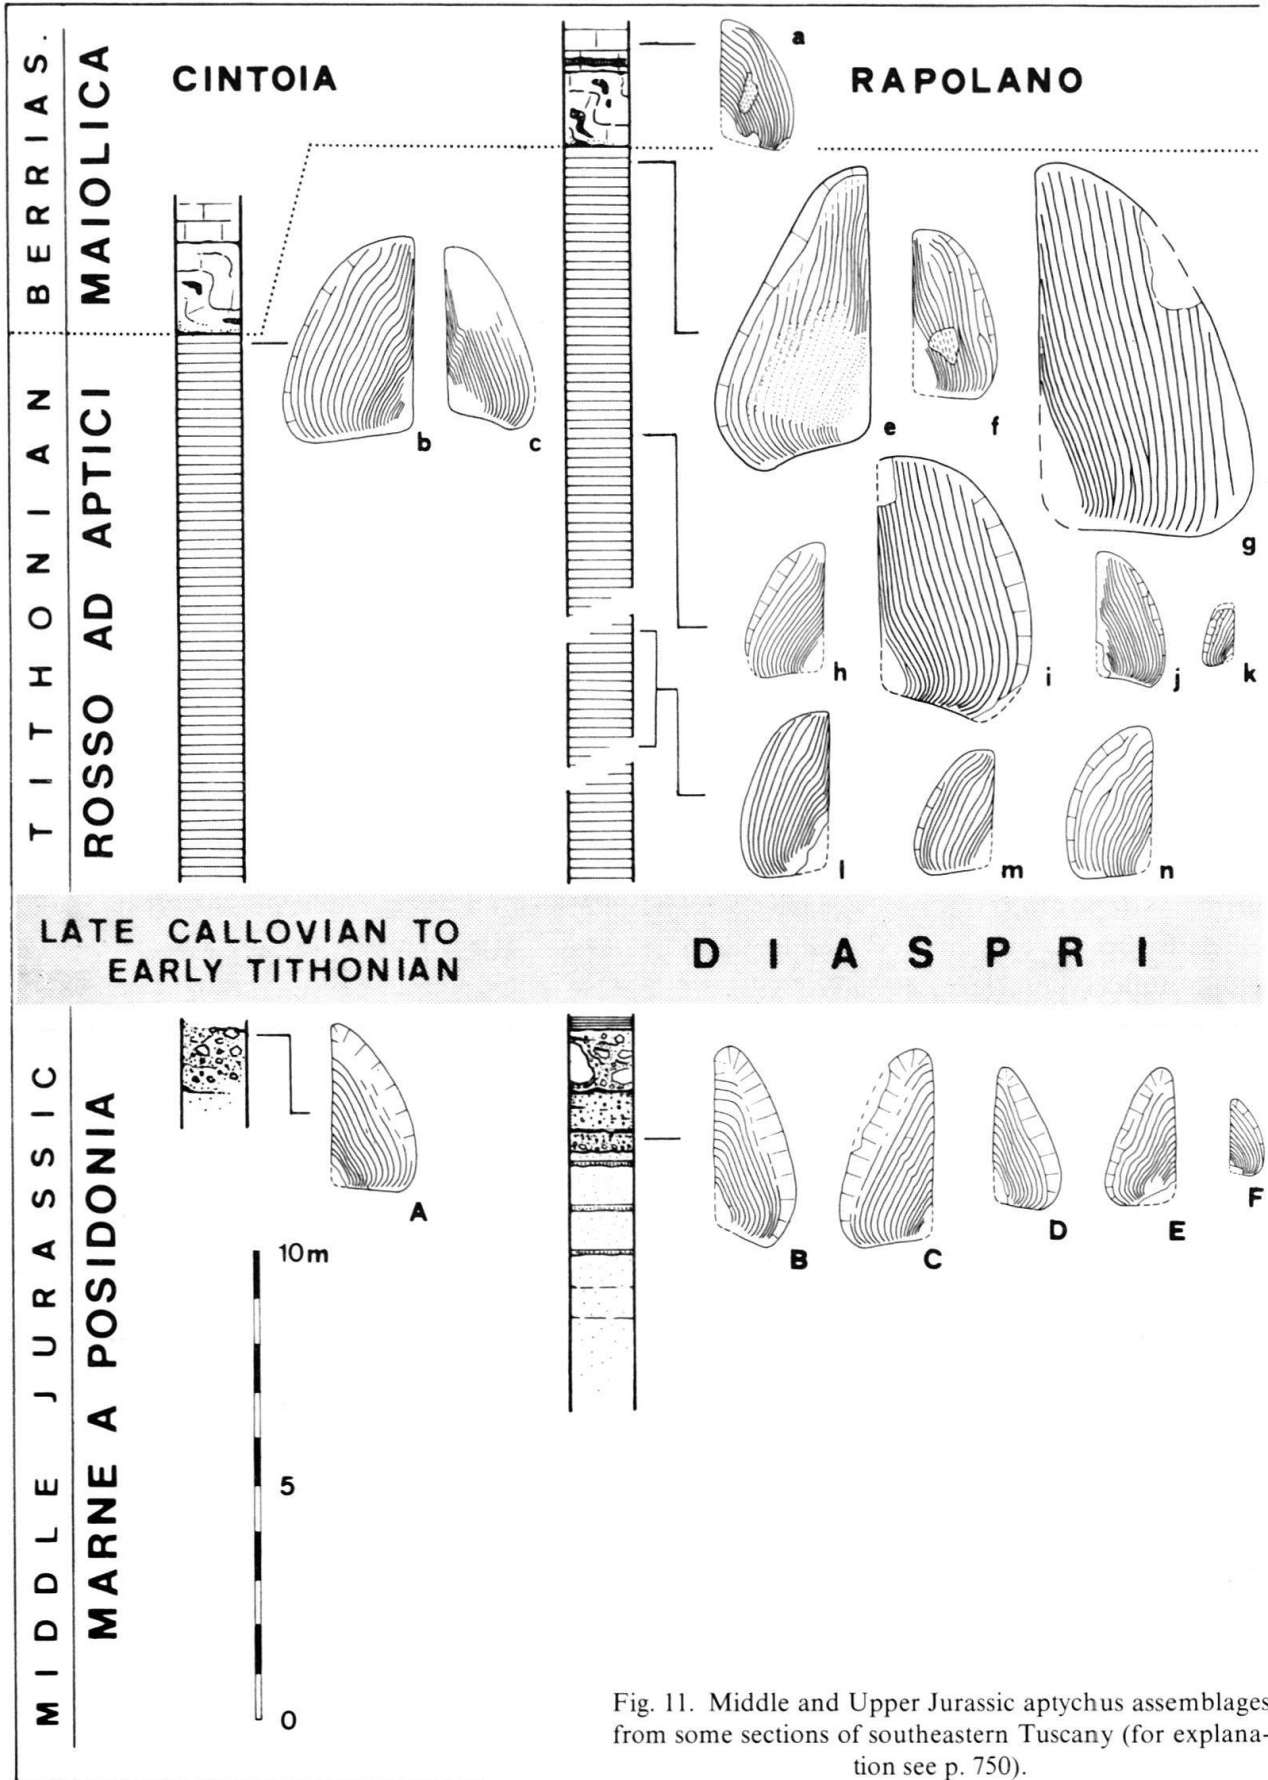 BERRIAS.
MAIOLICA
CINTOIA
RAPOLANO
a
TITHONIAN
ROSSO AD APTICI
b
c
e
f
g
h
i
j
k
l
m
n
LATE CALLOVIAN TO
EARLY TITHONIAN
DIASPRI
MIDDLE JURASSIC
MARNE A POSIDONIA
A
B
C
D
E
F
10m
5
0
Fig. 11. Middle and Upper Jurassic aptychus assemblages
from some sections of southeastern Tuscany (for explana-
tion see p. 750).